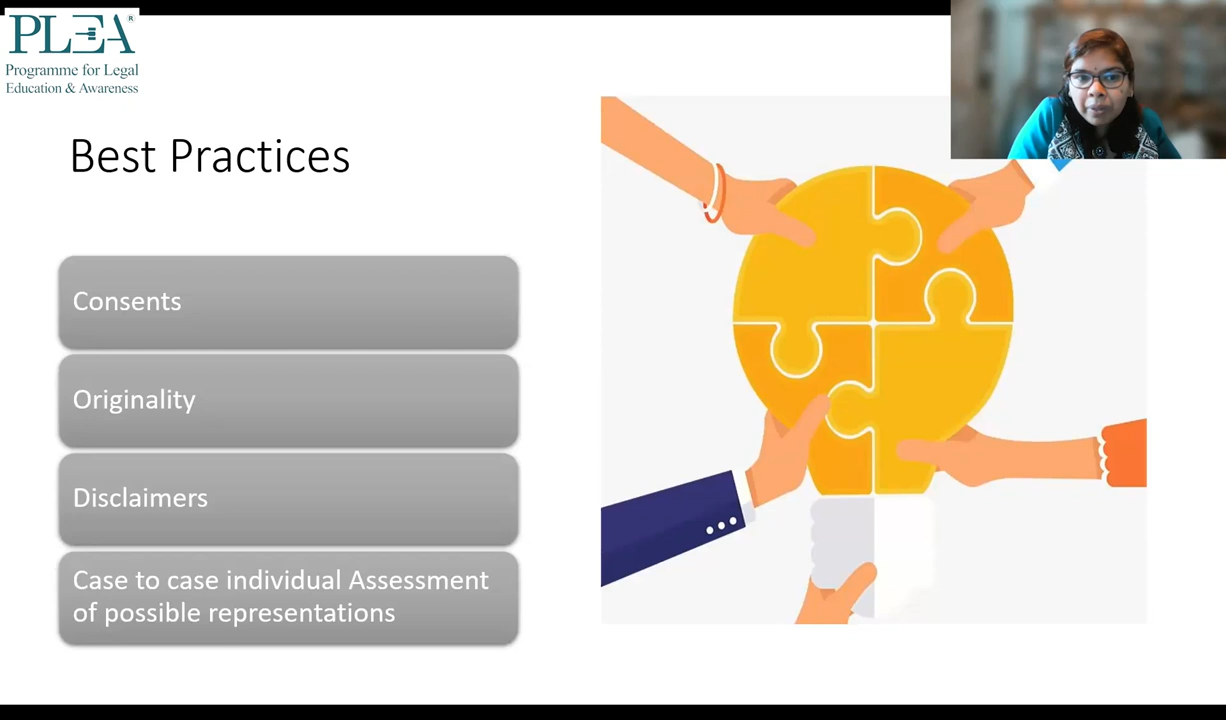 PLEA®
Programme for Legal
Education & Awareness
Best Practices
Consents
Originality
Disclaimers
Case to case individual Assessment
of possible representations